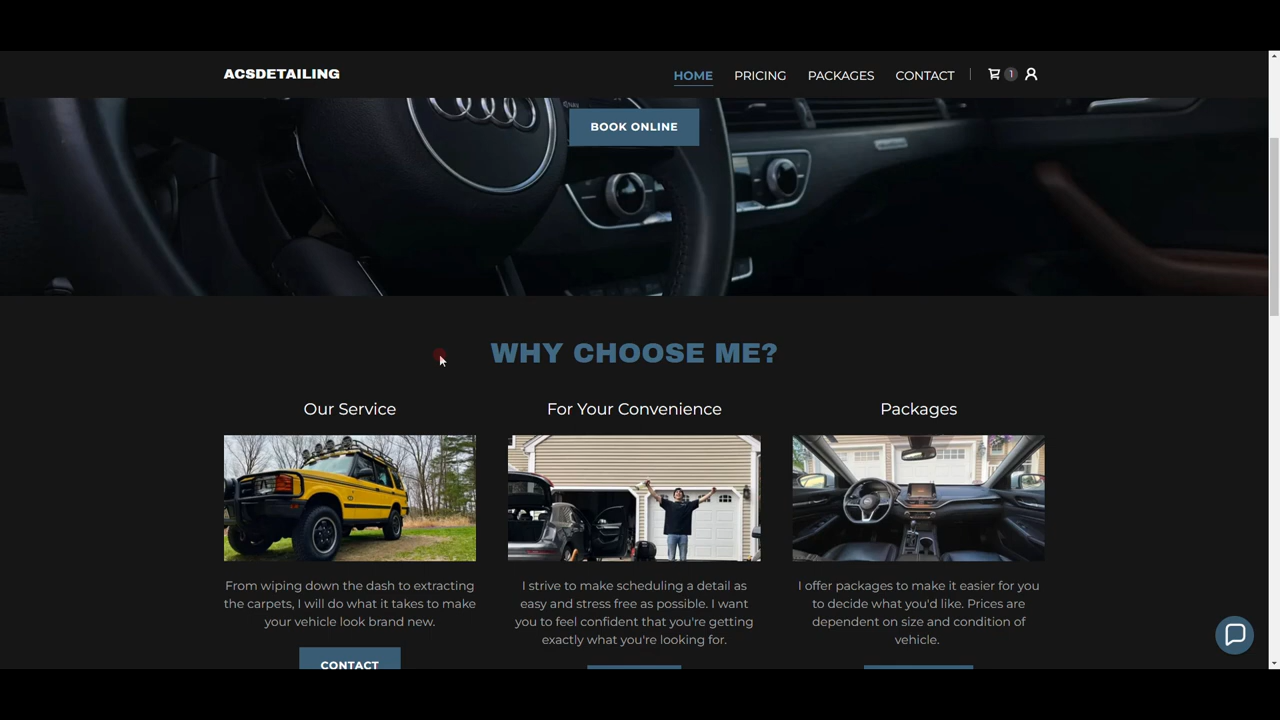 ACSDETAILING
HOME PRICING PACKAGES CONTACT 1
BOOK ONLINE
WHY CHOOSE ME?
Our Service
From wiping down the dash to extracting
the carpets, I will do what it takes to make
your vehicle look brand new.
CONTACT
For Your Convenience
I strive to make scheduling a detail as
easy and stress free as possible. I want
you to feel confident that you're getting
exactly what you're looking for.
Packages
I offer packages to make it easier for you
to decide what you'd like. Prices are
dependent on size and condition of
vehicle.